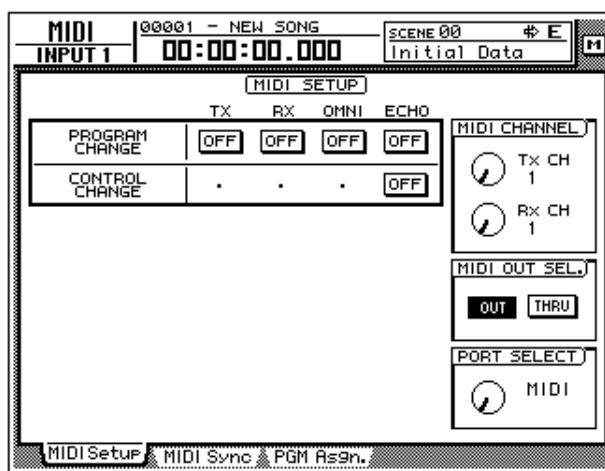 MIDI
INPUT 1
00001 - NEW SONG
00:00:00.000
SCENE 00 E
Initial Data
M
MIDI SETUP
TX RX OMNI ECHO
PROGRAM CHANGE
OFF OFF OFF OFF
CONTROL CHANGE
. . . OFF
MIDI CHANNEL
Tx CH
1
Rx CH
1
MIDI OUT SEL.
OUT THRU
PORT SELECT
MIDI
MIDI Setup MIDI Sync PGM Asgn.